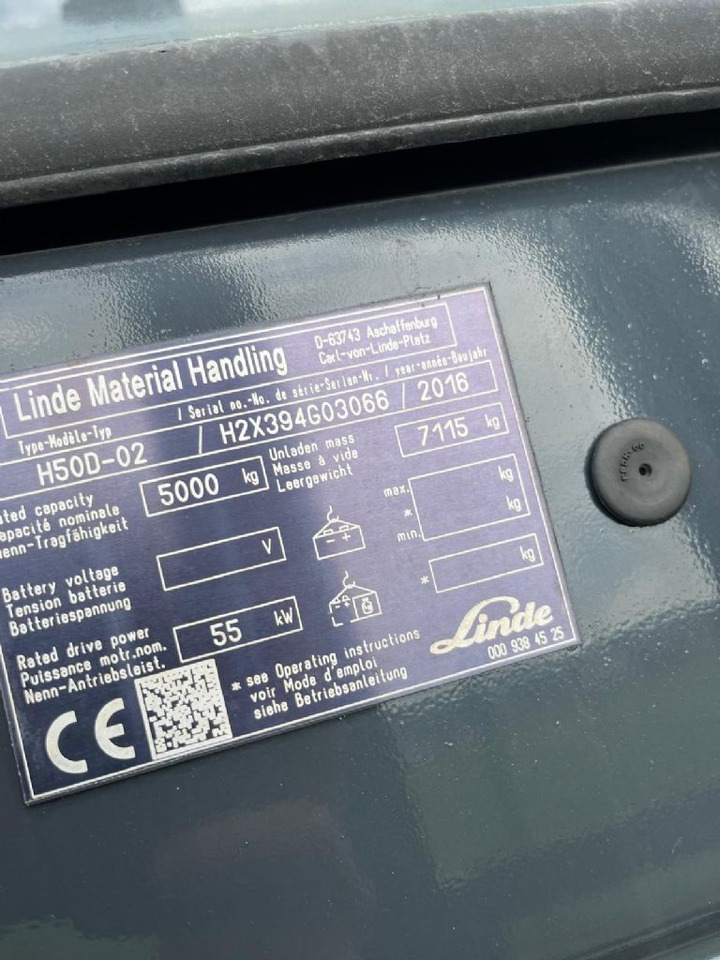 Linde Material Handling
D-63743 Aschaffenburg
Carl-von-Linde-Platz
Type-Modèle-Typ / Serial no.-No. de série-Serien-Nr. / year-année-Baujahr
H50D-02 / H2X394G03066 / 2016
Rated capacity
Capacité nominale
Nenn-Tragfähigkeit
5000 kg
Unladen mass
Masse à vide
Leergewicht
7115 kg
Battery voltage
Tension batterie
Batteriespannung
V
- +
max. kg
*
min. kg
Rated drive power
Puissance motr.nom.
Nenn-Antriebsleist.
55 kW
* kg
* see Operating instructions
voir Mode d'emploi
siehe Betriebsanleitung
Linde
000 938 45 25
CE